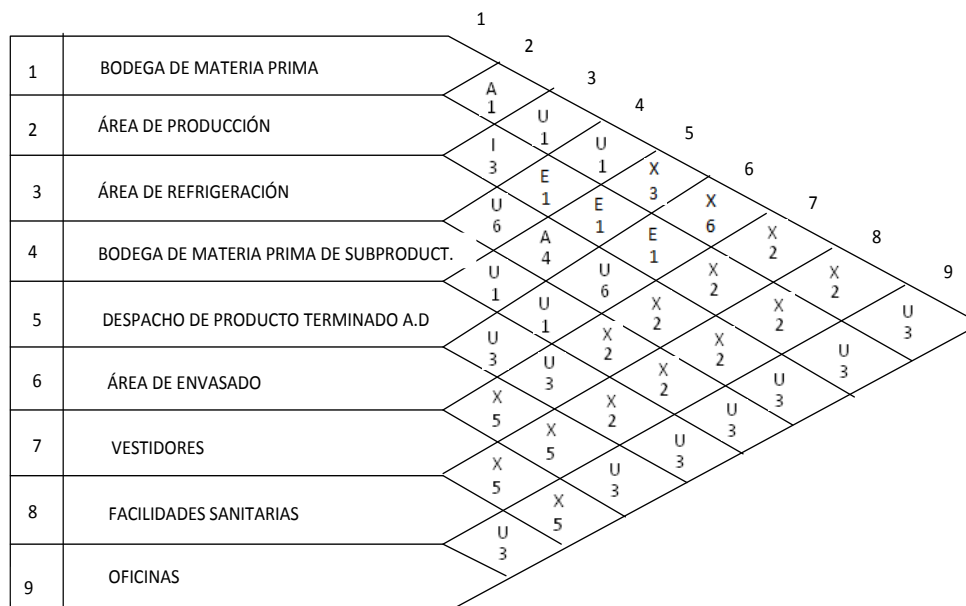 1
2
3
4
5
6
7
8
9
1 BODEGA DE MATERIA PRIMA
2 ÁREA DE PRODUCCIÓN
3 ÁREA DE REFRIGERACIÓN
4 BODEGA DE MATERIA PRIMA DE SUBPRODUCT.
5 DESPACHO DE PRODUCTO TERMINADO A.D
6 ÁREA DE ENVASADO
7 VESTIDORES
8 FACILIDADES SANITARIAS
9 OFICINAS
A
1
I
3
U
6
U
1
U
3
X
5
X
5
U
3
U
1
E
1
A
4
U
1
U
3
X
5
X
5
U
1
E
1
U
6
X
2
X
2
U
3
X
3
E
1
X
2
X
2
U
3
X
6
X
2
X
2
U
3
X
2
X
2
U
3
X
2
U
3
U
3